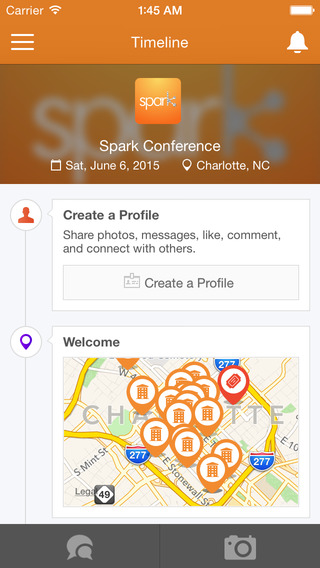 Carrier 1:45 AM
Timeline
spark
Spark Conference
Sat, June 6, 2015 Charlotte, NC
Create a Profile
Share photos, messages, like, comment,
and connect with others.
Create a Profile
Welcome
W 4
CHARLOTTE
E 10
277
S Mint St
E Stonewall St
277
277
Legal
49